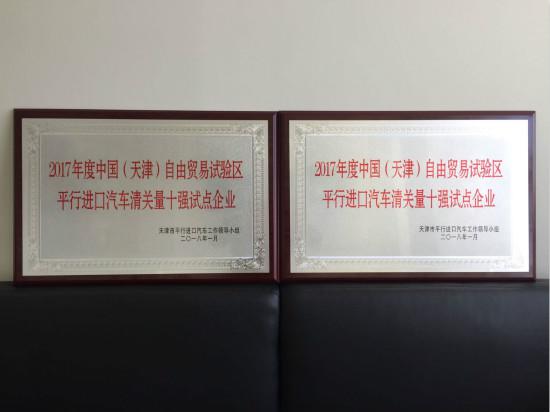 2017年度中国（天津）自由贸易试验区
平行进口汽车清关量十强试点企业
天津市平行进口汽车工作领导小组
二〇一八年一月
2017年度中国（天津）自由贸易试验区
平行进口汽车清关量十强试点企业
天津市平行进口汽车工作领导小组
二〇一八年一月